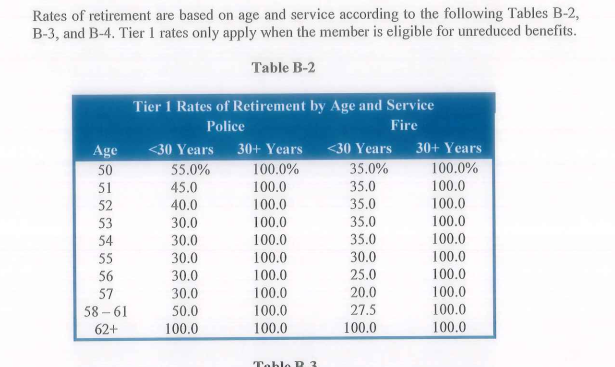 Rates of retirement are based on age and service according to the following Tables B-2,
B-3, and B-4. Tier 1 rates only apply when the member is eligible for unreduced benefits.
Table B-2
Tier 1 Rates of Retirement by Age and Service
Police Fire
Age <30 Years 30+ Years <30 Years 30+ Years
50 55.0% 100.0% 35.0% 100.0%
51 45.0 100.0 35.0 100.0
52 40.0 100.0 35.0 100.0
53 30.0 100.0 35.0 100.0
54 30.0 100.0 35.0 100.0
55 30.0 100.0 30.0 100.0
56 30.0 100.0 25.0 100.0
57 30.0 100.0 20.0 100.0
58 – 61 50.0 100.0 27.5 100.0
62+ 100.0 100.0 100.0 100.0
Table B-3